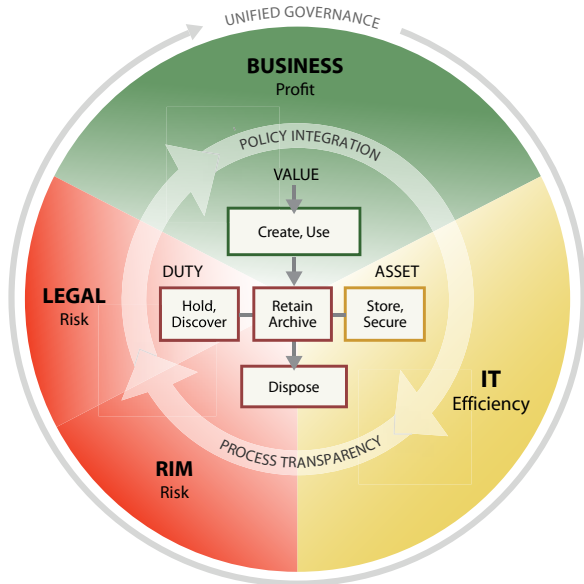 UNIFIED GOVERNANCE
BUSINESS
Profit
POLICY INTEGRATION
VALUE
Create, Use
DUTY
ASSET
LEGAL
Risk
Hold,
Discover
Retain
Archive
Store,
Secure
IT
Efficiency
Dispose
PROCESS TRANSPARENCY
RIM
Risk